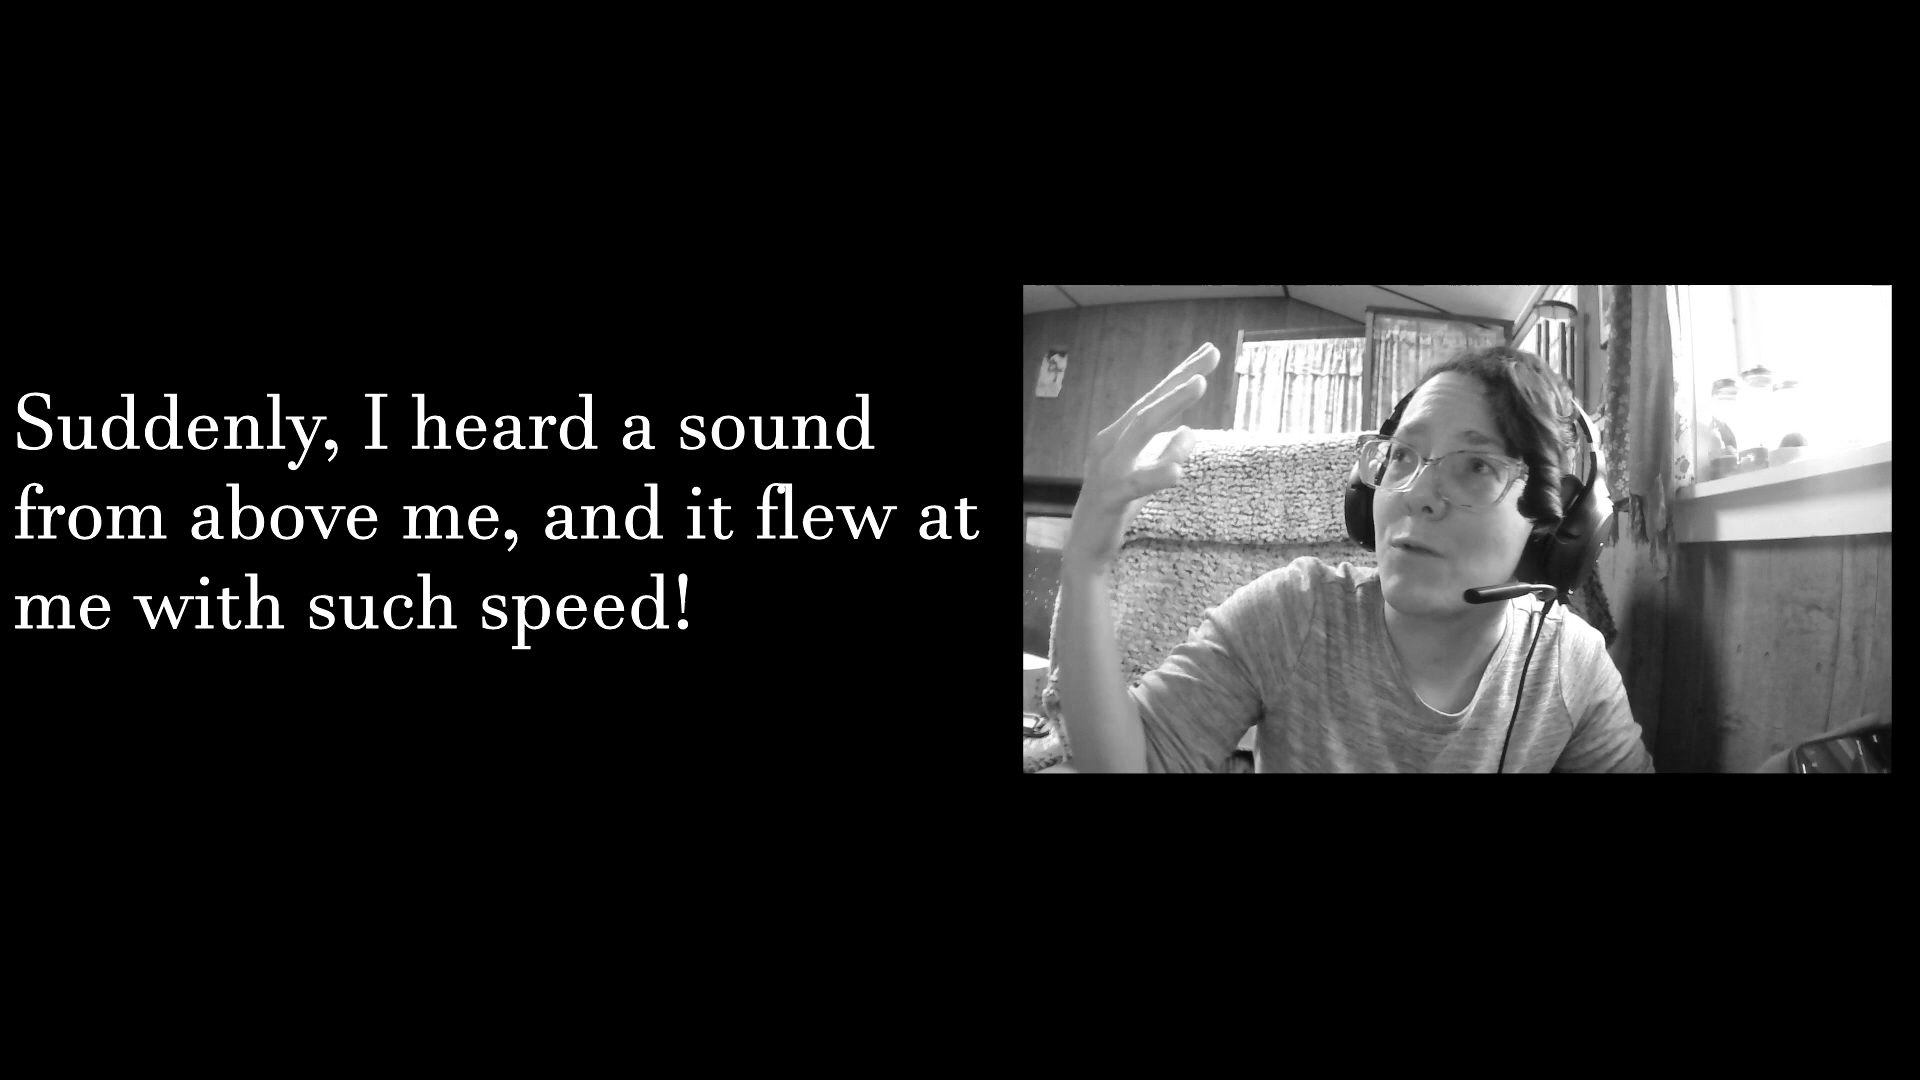 Suddenly, I heard a sound
from above me, and it flew at
me with such speed!